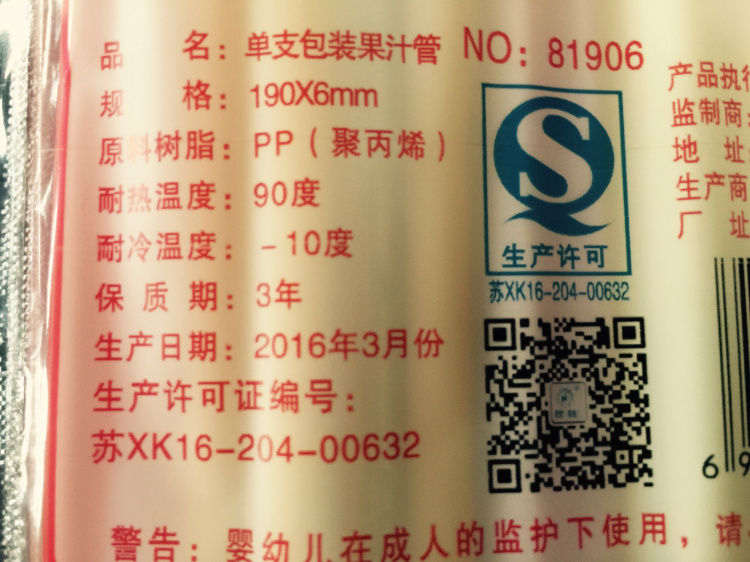 品 名：单支包装果汁管 NO：81906
规 格：190X6mm
原料树脂：PP（聚丙烯）
耐热温度：90度
耐冷温度：－10度
保 质 期：3年
生产日期：2016年3月份
生产许可证编号：
苏XK16-204-00632
生产许可
苏XK16-204-00632
产品执行
监制商：
地 址
生产商
厂 址
6 9
警告：婴幼儿在成人的监护下使用，请